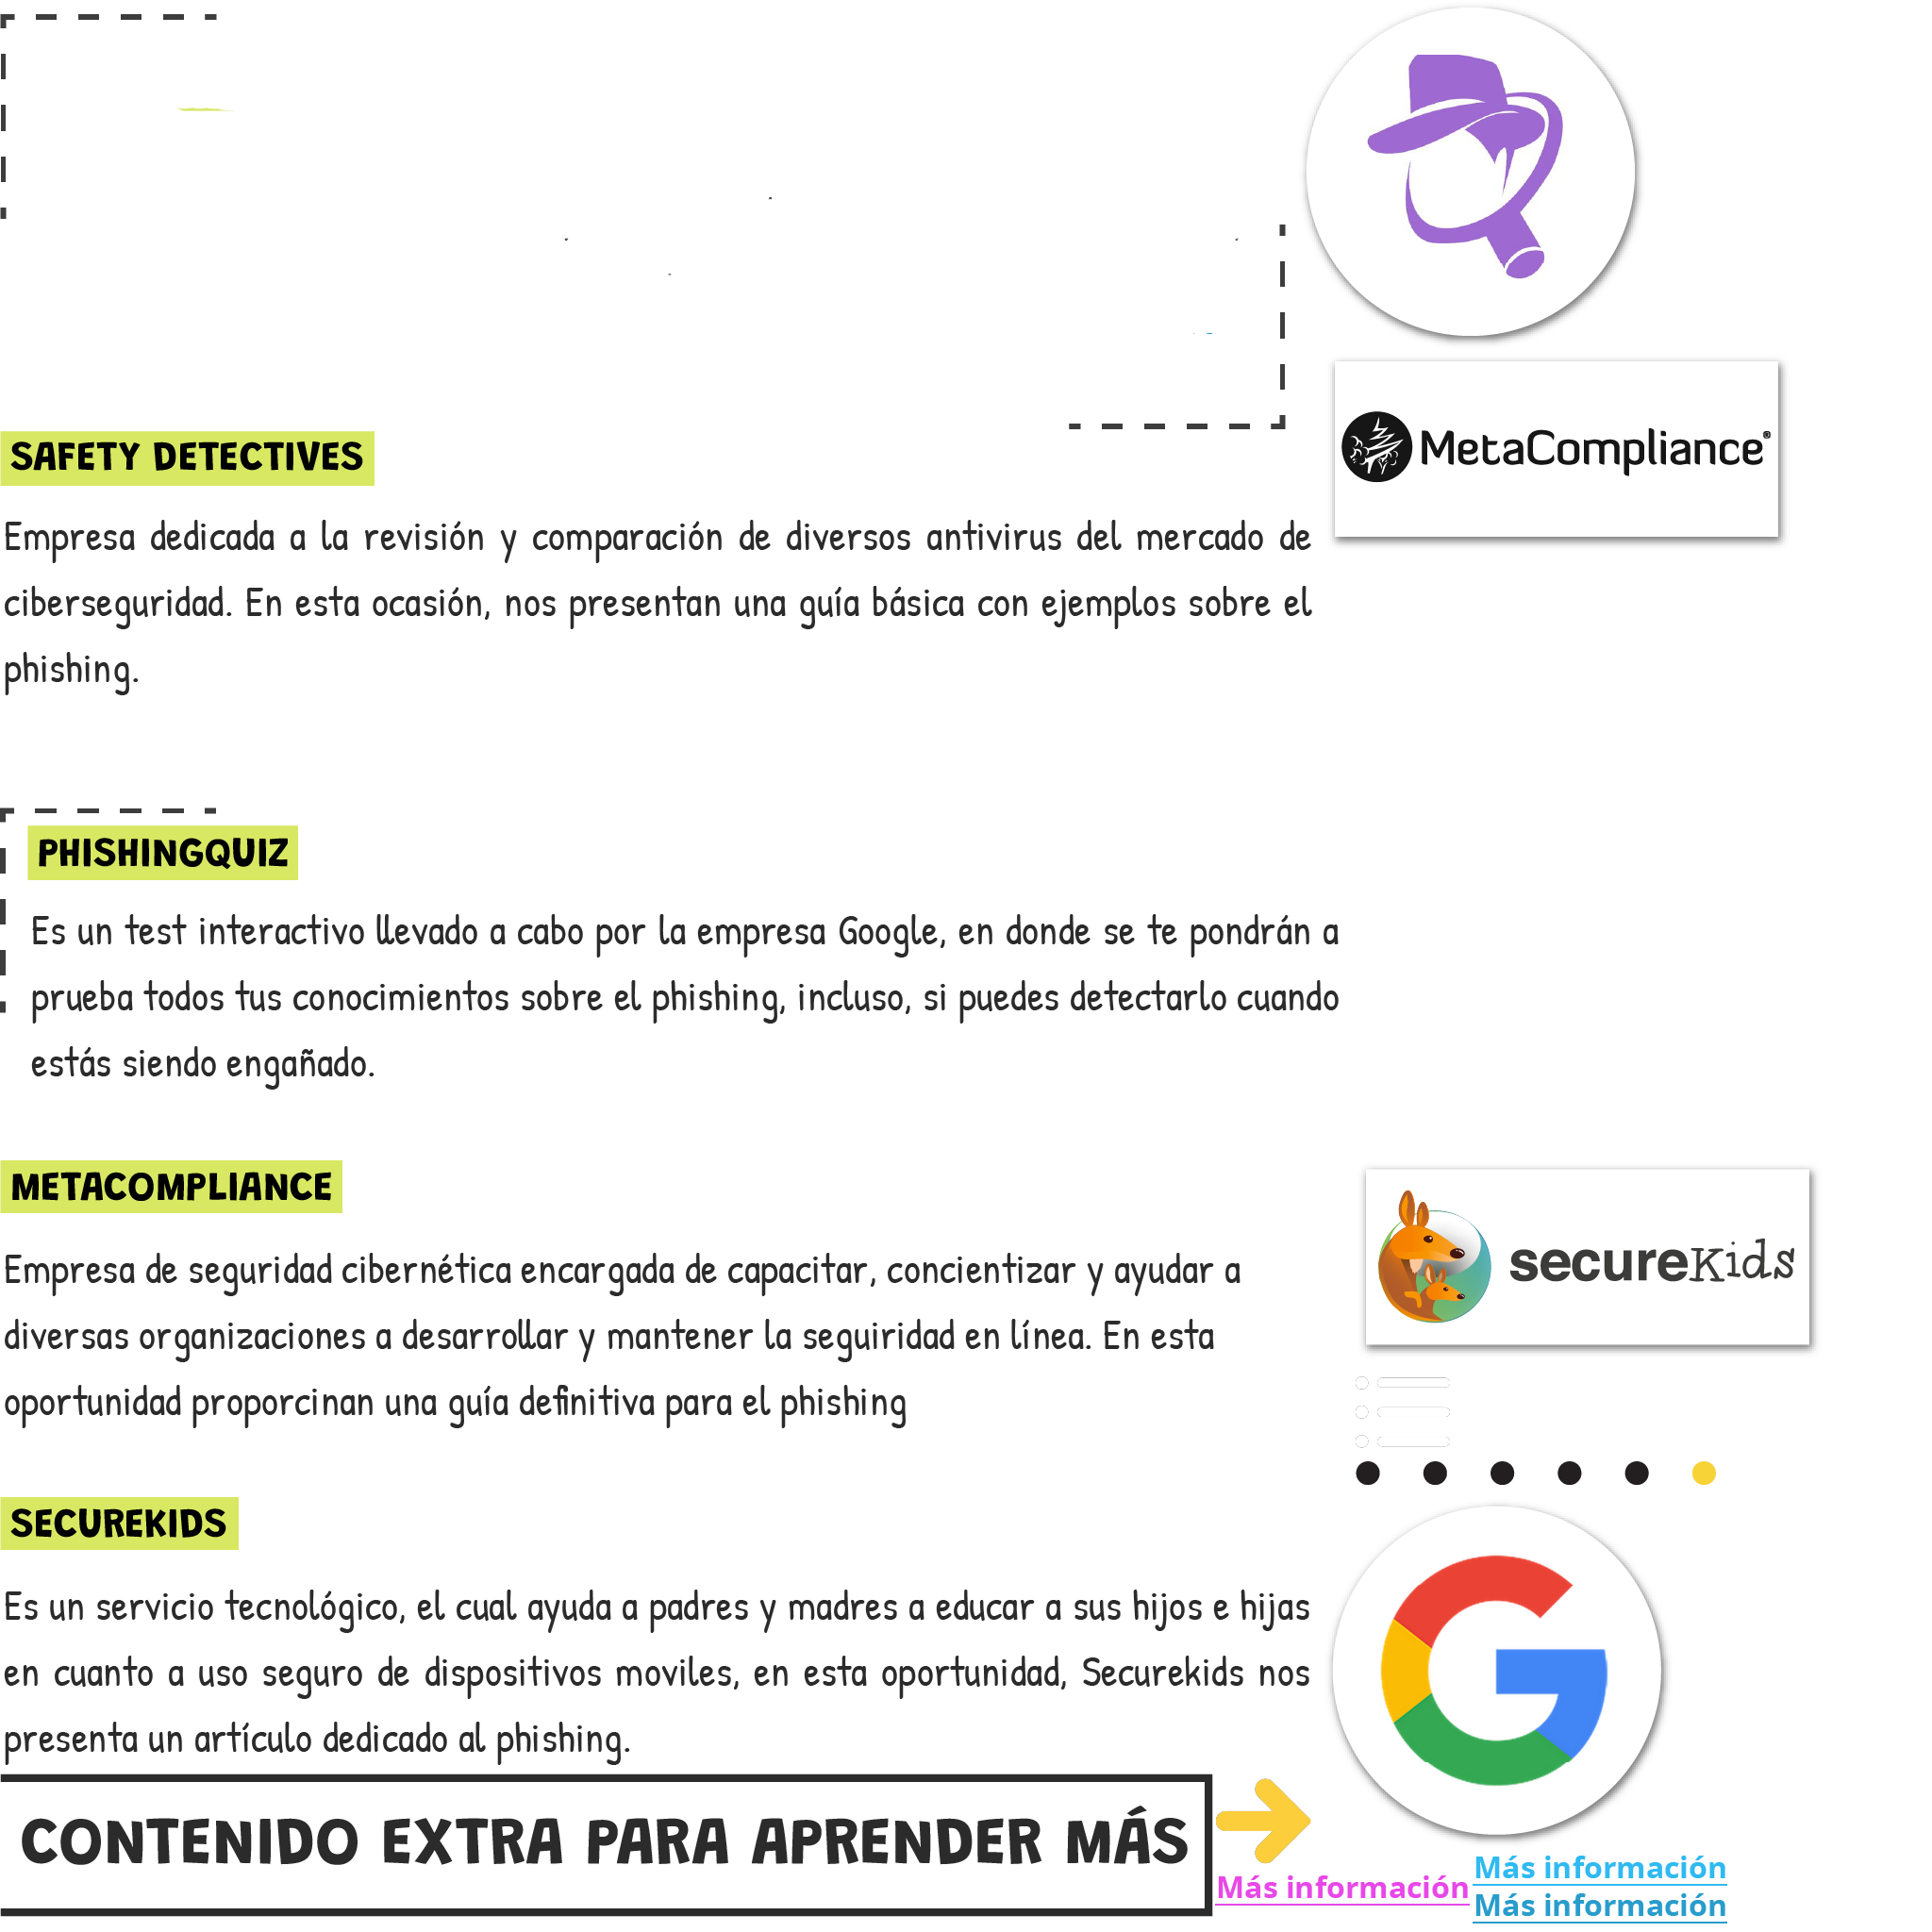 MetaCompliance®
SAFETY DETECTIVES
Empresa dedicada a la revisión y comparación de diversos antivirus del mercado de
ciberseguridad. En esta ocasión, nos presentan una guía básica con ejemplos sobre el
phishing.
PHISHINGQUIZ
Es un test interactivo llevado a cabo por la empresa Google, en donde se te pondrán a
prueba todos tus conocimientos sobre el phishing, incluso, si puedes detectarlo cuando
estás siendo engañado.
METACOMPLIANCE
Empresa de seguridad cibernética encargada de capacitar, concientizar y ayudar a
diversas organizaciones a desarrollar y mantener la seguiridad en línea. En esta
oportunidad proporcinan una guía definitiva para el phishing
securekids
SECUREKIDS
Es un servicio tecnológico, el cual ayuda a padres y madres a educar a sus hijos e hijas
en cuanto a uso seguro de dispositivos moviles, en esta oportunidad, Securekids nos
presenta un artículo dedicado al phishing.
CONTENIDO EXTRA PARA APRENDER MÁS
Más información
Más información
Más información